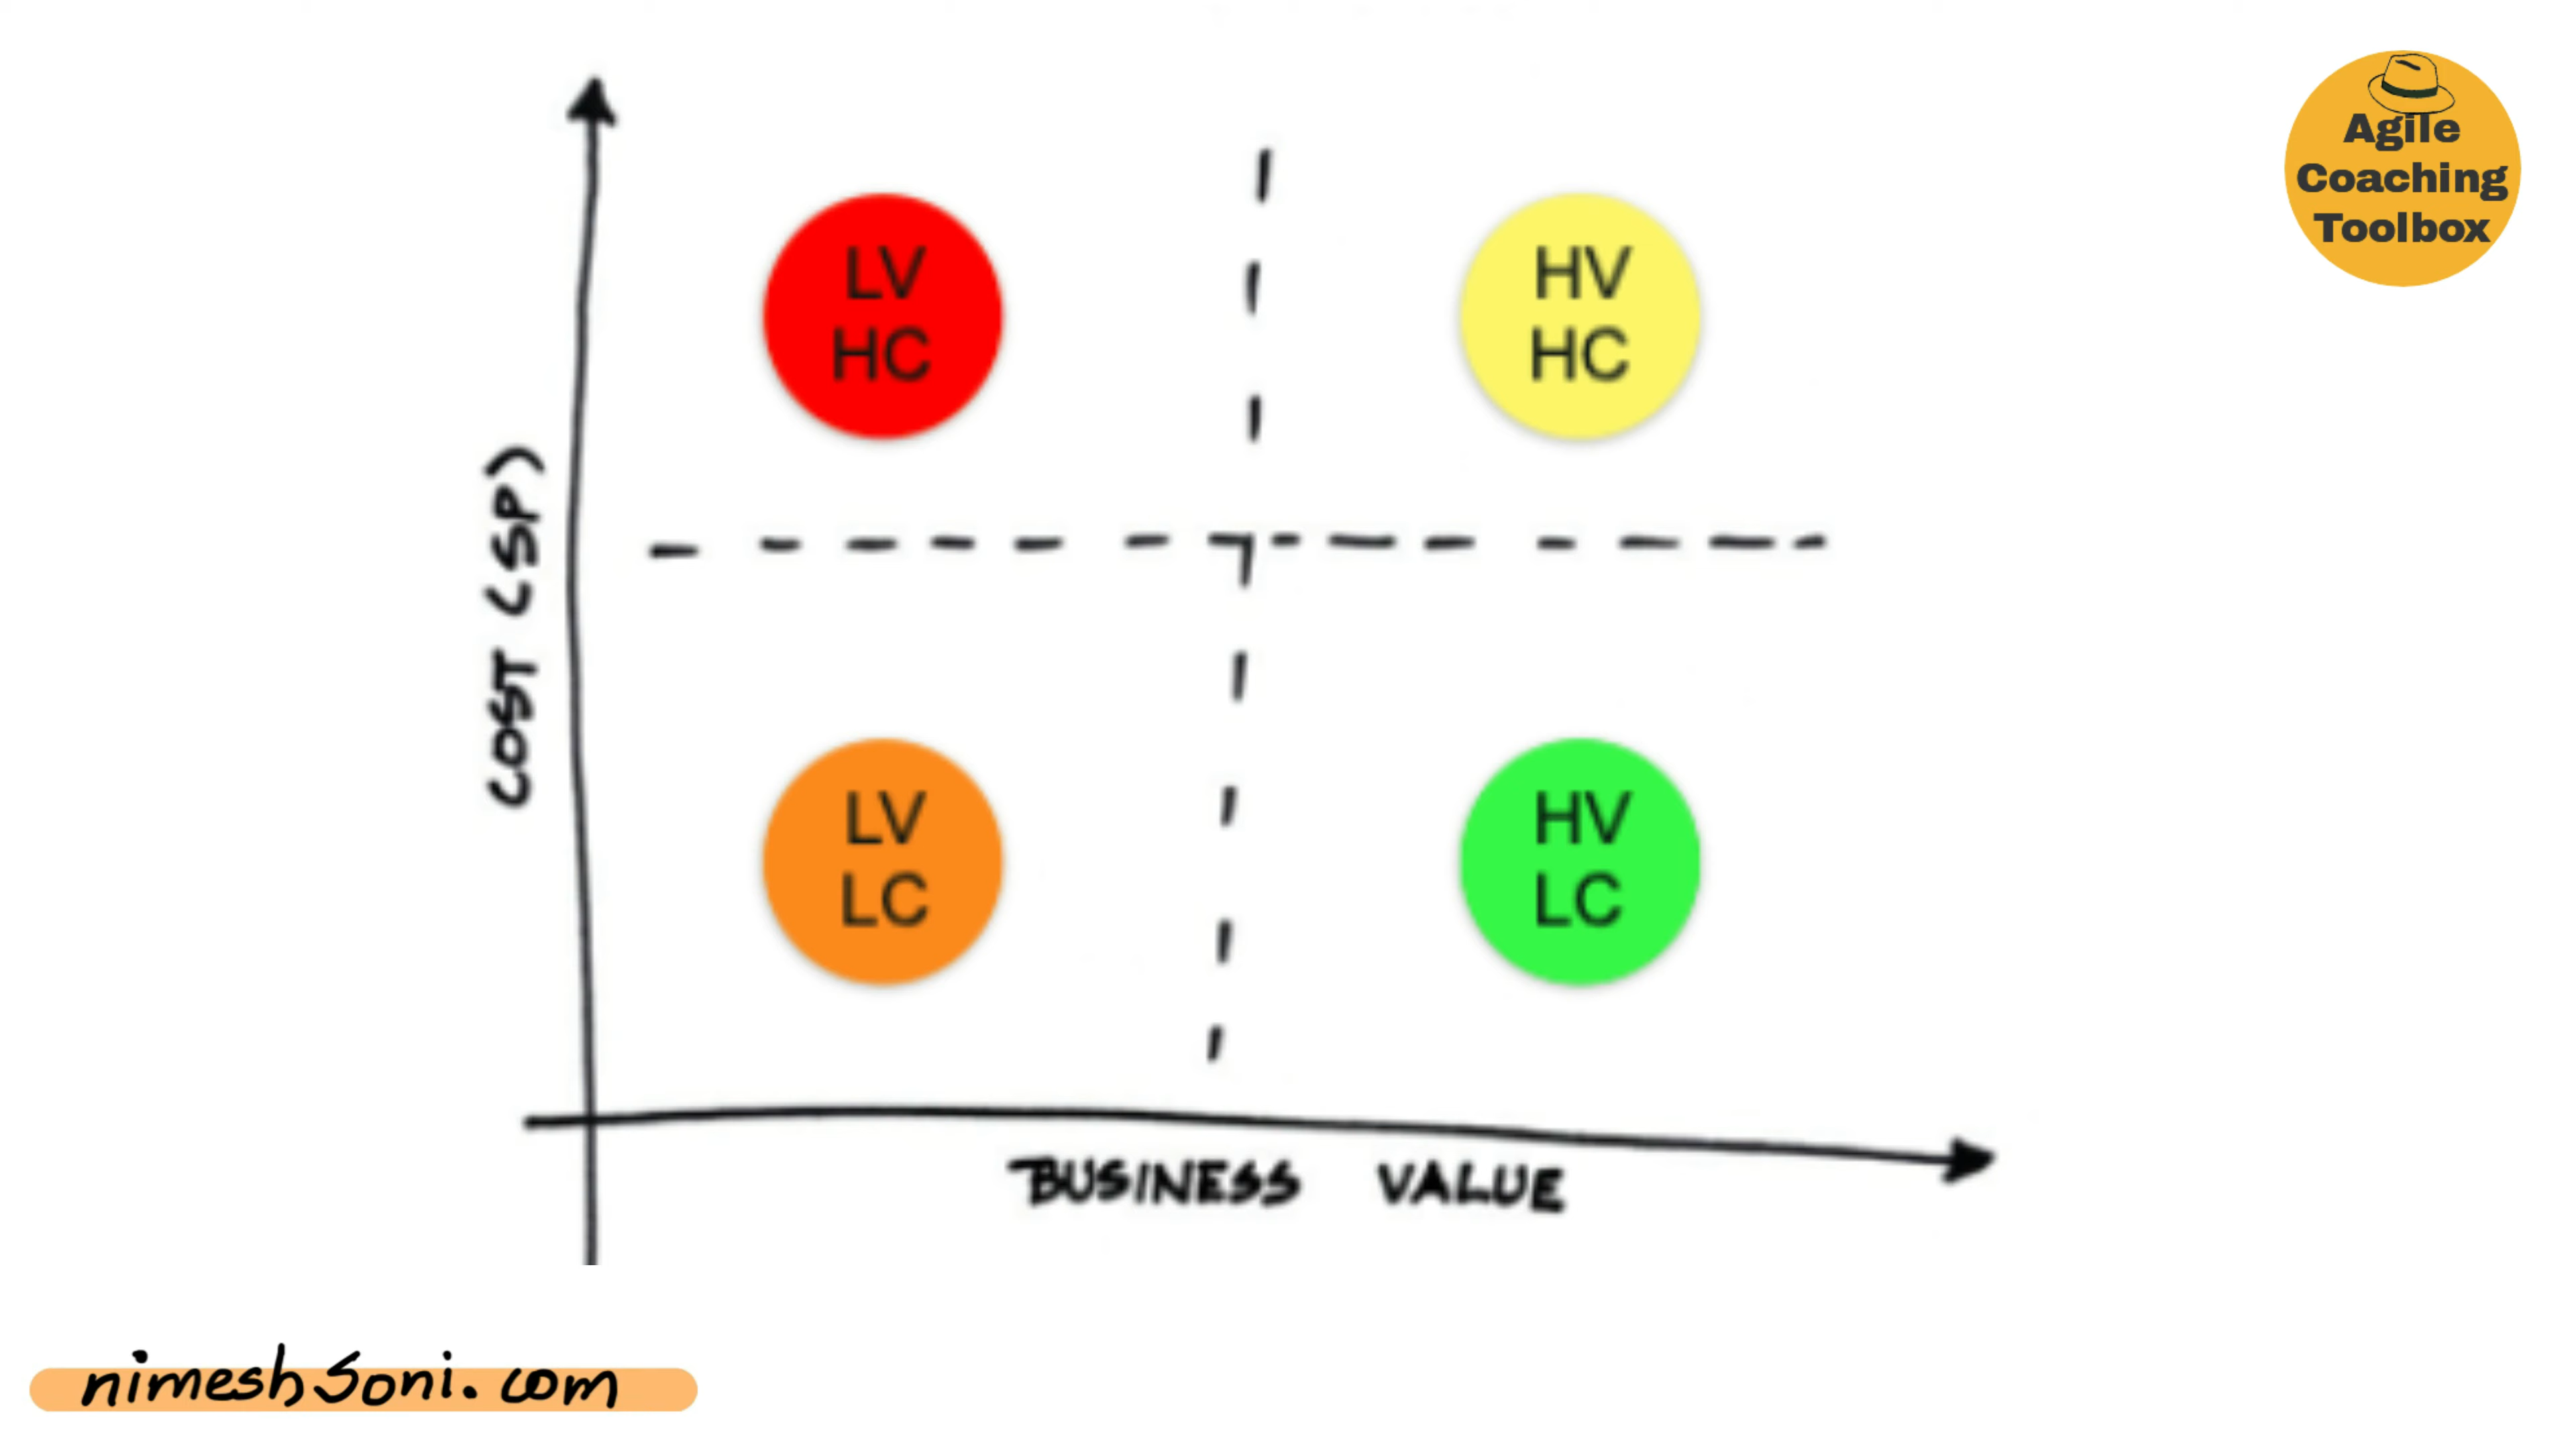 Agile
Coaching
Toolbox
LV
HC
HV
HC
COST (SP)
LV
LC
HV
LC
BUSINESS VALUE
nimeshSoni.com